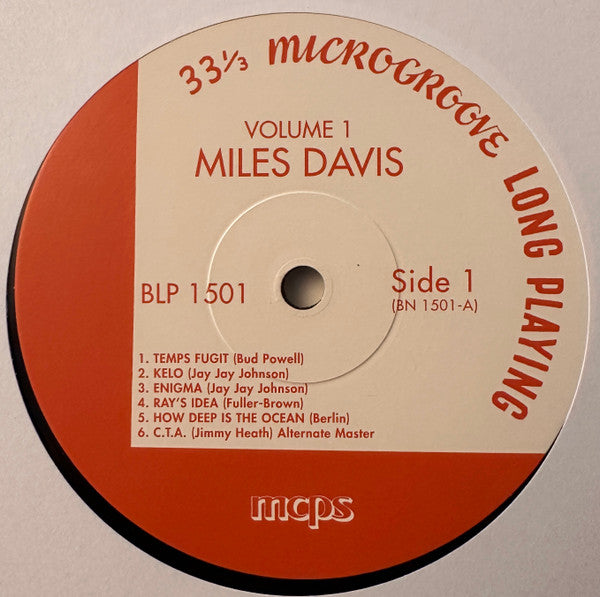 33⅓ MICROGROOVE LONG PLAYING
VOLUME 1
MILES DAVIS
BLP 1501
Side 1
(BN 1501-A)
1. TEMPS FUGIT (Bud Powell)
2. KELO (Jay Jay Johnson)
3. ENIGMA (Jay Jay Johnson)
4. RAY'S IDEA (Fuller-Brown)
5. HOW DEEP IS THE OCEAN (Berlin)
6. C.T.A. (Jimmy Heath) Alternate Master
mcps